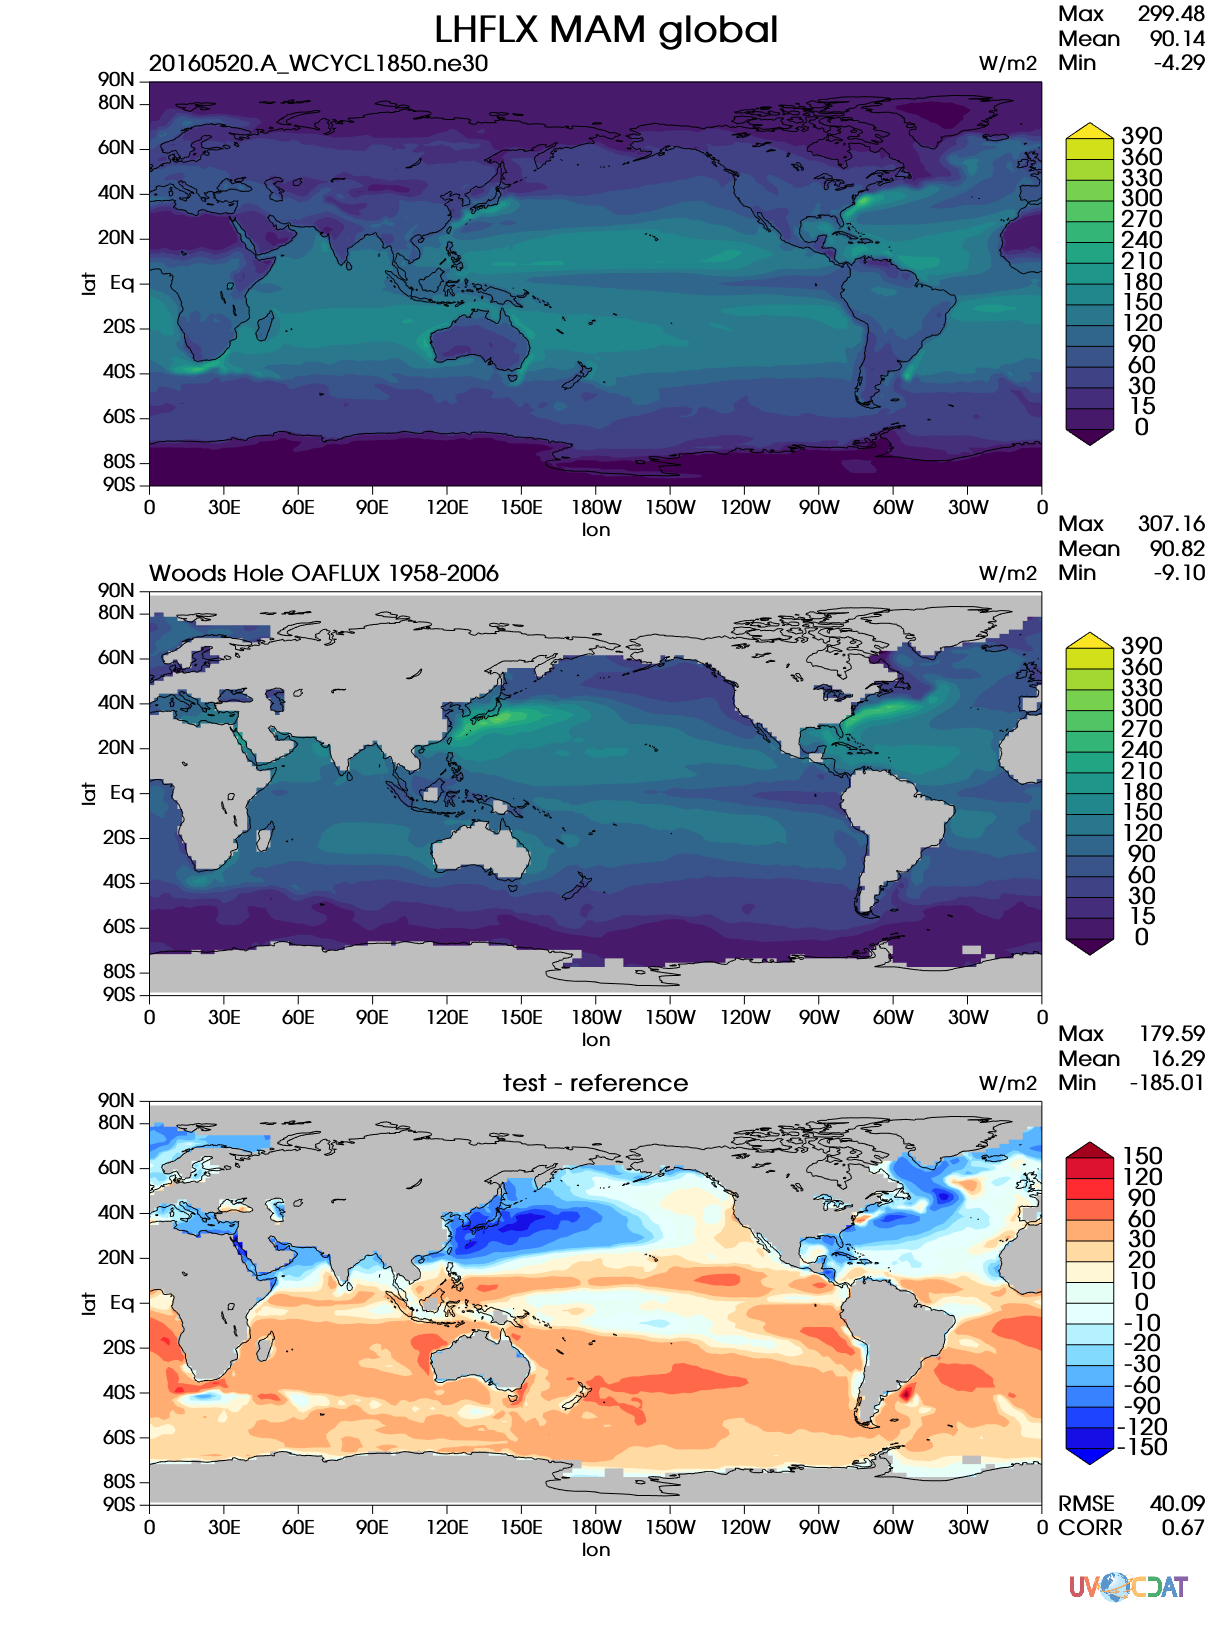 LHFLX MAM global
20160520.A_WCYCL1850.ne30
W/m2
Max 299.48
Mean 90.14
Min -4.29
90N
80N
60N
40N
20N
Eq
20S
40S
60S
80S
90S
lat
0 30E 60E 90E 120E 150E 180W 150W 120W 90W 60W 30W 0
lon
390
360
330
300
270
240
210
180
150
120
90
60
30
15
0
Woods Hole OAFLUX 1958-2006
W/m2
Max 307.16
Mean 90.82
Min -9.10
90N
80N
60N
40N
20N
Eq
20S
40S
60S
80S
90S
lat
0 30E 60E 90E 120E 150E 180W 150W 120W 90W 60W 30W 0
lon
390
360
330
300
270
240
210
180
150
120
90
60
30
15
0
test - reference
W/m2
Max 179.59
Mean 16.29
Min -185.01
90N
80N
60N
40N
20N
Eq
20S
40S
60S
80S
90S
lat
0 30E 60E 90E 120E 150E 180W 150W 120W 90W 60W 30W 0
lon
150
120
90
60
30
20
10
0
-10
-20
-30
-60
-90
-120
-150
RMSE 40.09
CORR 0.67
UV CDAT